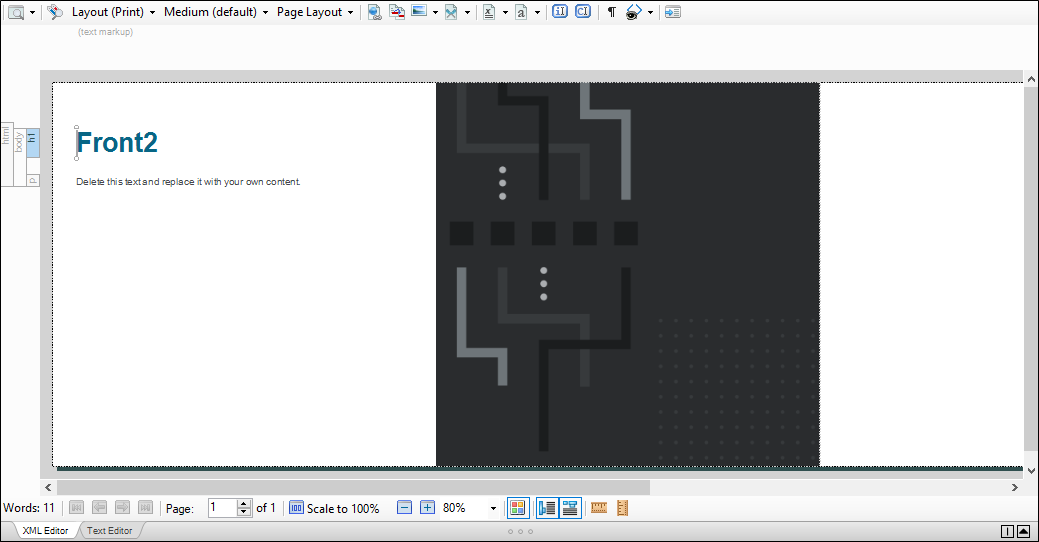 Layout (Print) Medium (default) Page Layout
(text markup)
html
body
h1
p
Front2
Delete this text and replace it with your own content.
Words: 11 Page: 1 of 1 Scale to 100% 80%
XML Editor Text Editor